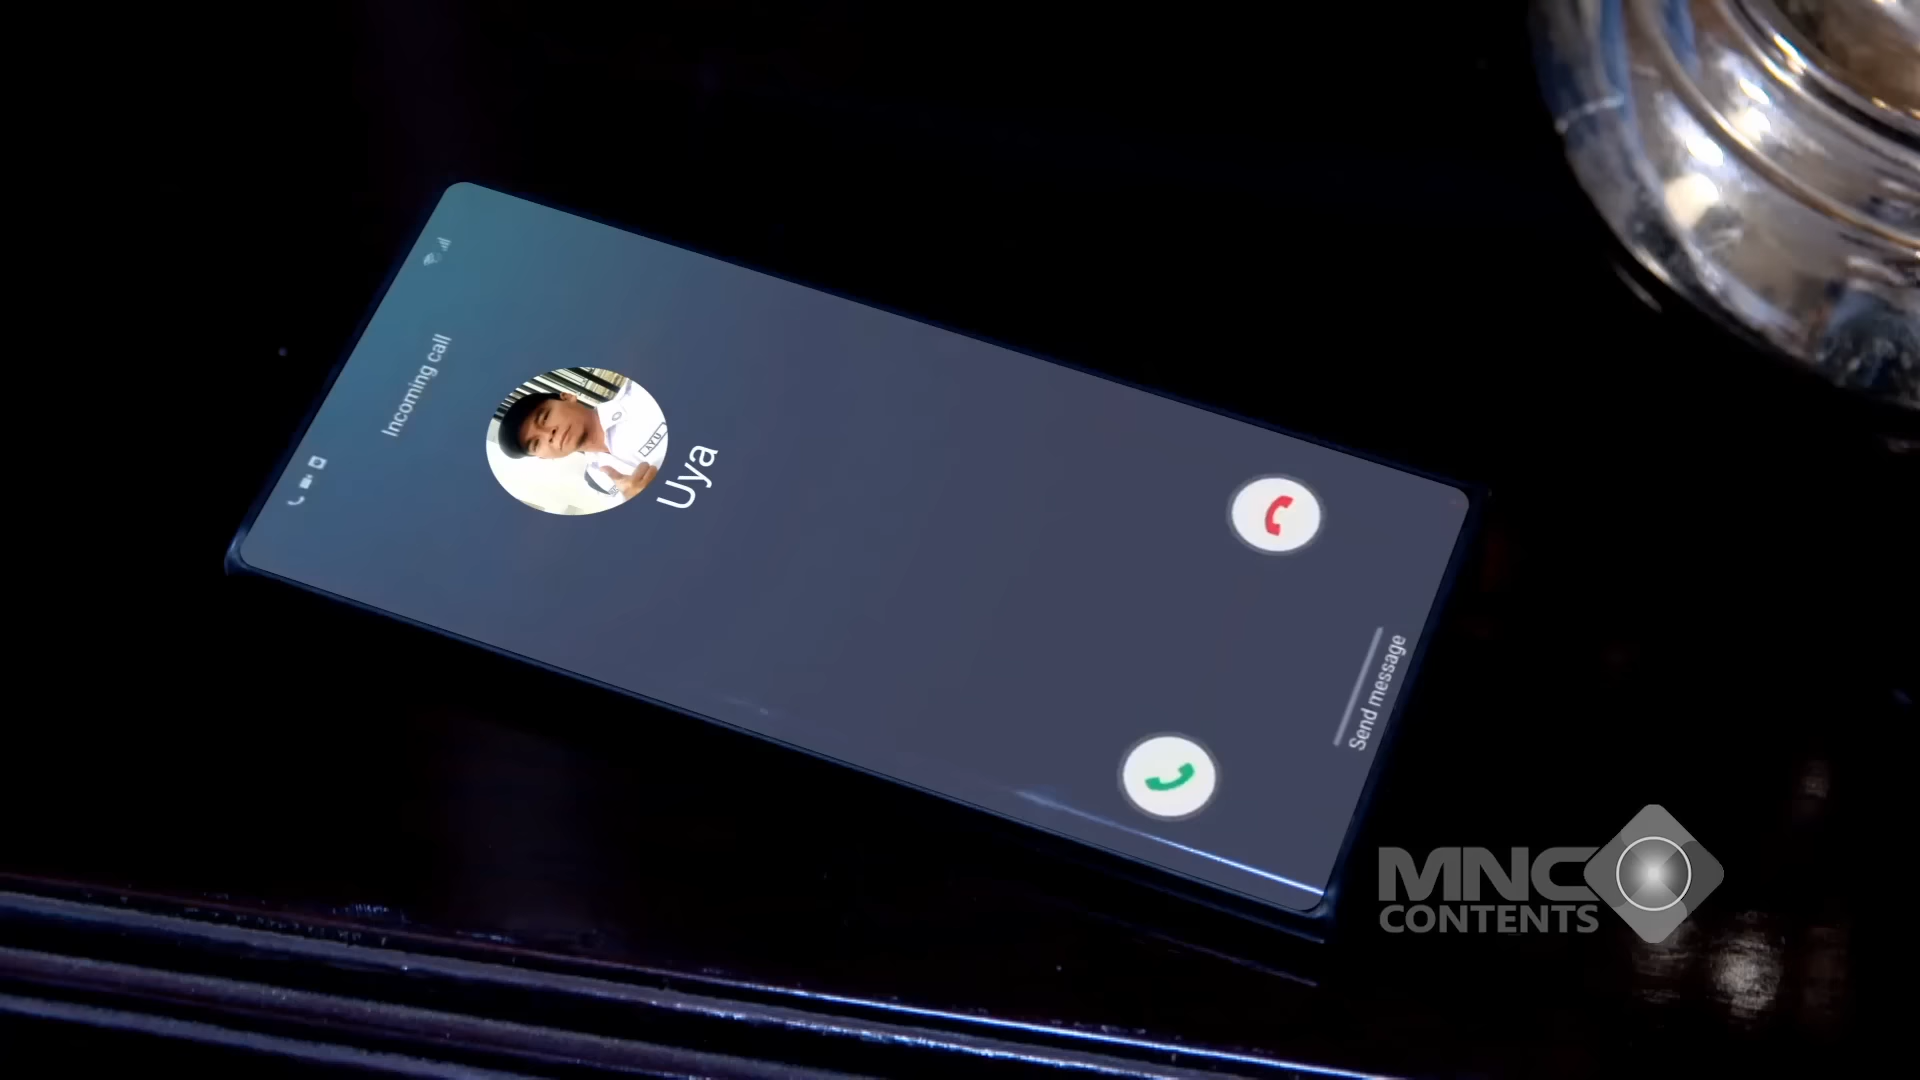 Incoming call
Uya
Send message
MNC
CONTENTS